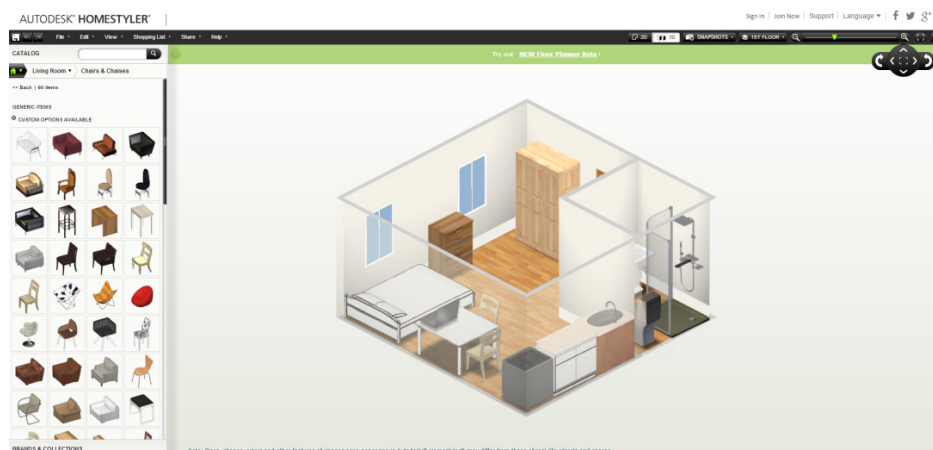 AUTODESK® HOMESTYLER®
Sign In | Join Now | Support | Language
File Edit View Shopping List Share Help
2D 3D SNAPSHOTS 1ST FLOOR
CATALOG
Try our NEW Floor Planner Beta !
Living Room Chairs & Chaises
<< Back | 66 items
GENERIC ITEMS
CUSTOM OPTIONS AVAILABLE
BRANDS & COLLECTIONS